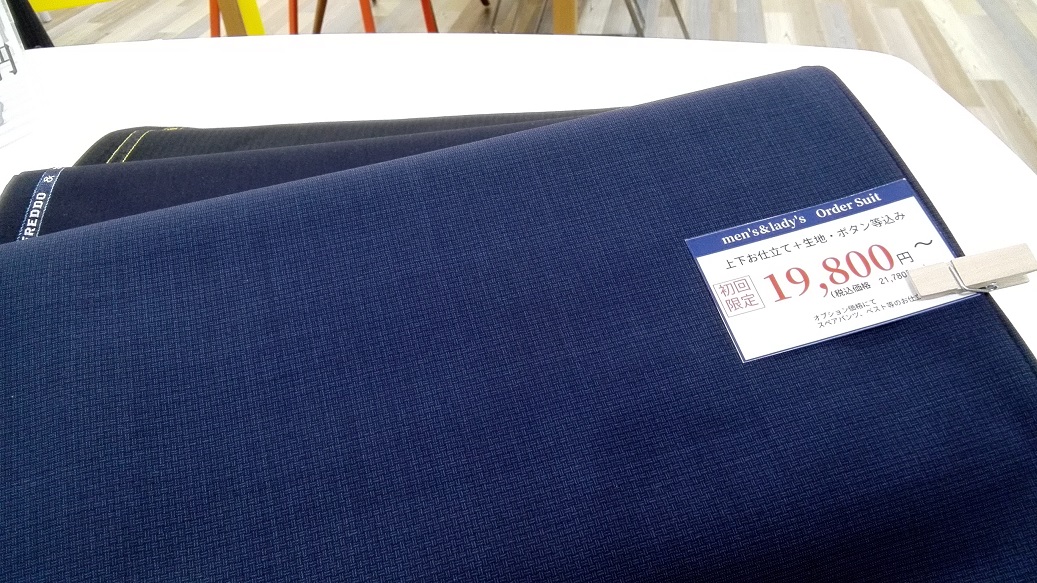 TREDDO &
men's&lady's Order Suit
上下お仕立て＋生地・ボタン等込み
初回
限定
19,800円～
(税込価格 21,780
オプション価格にて
スペアパンツ、ベスト等のお仕